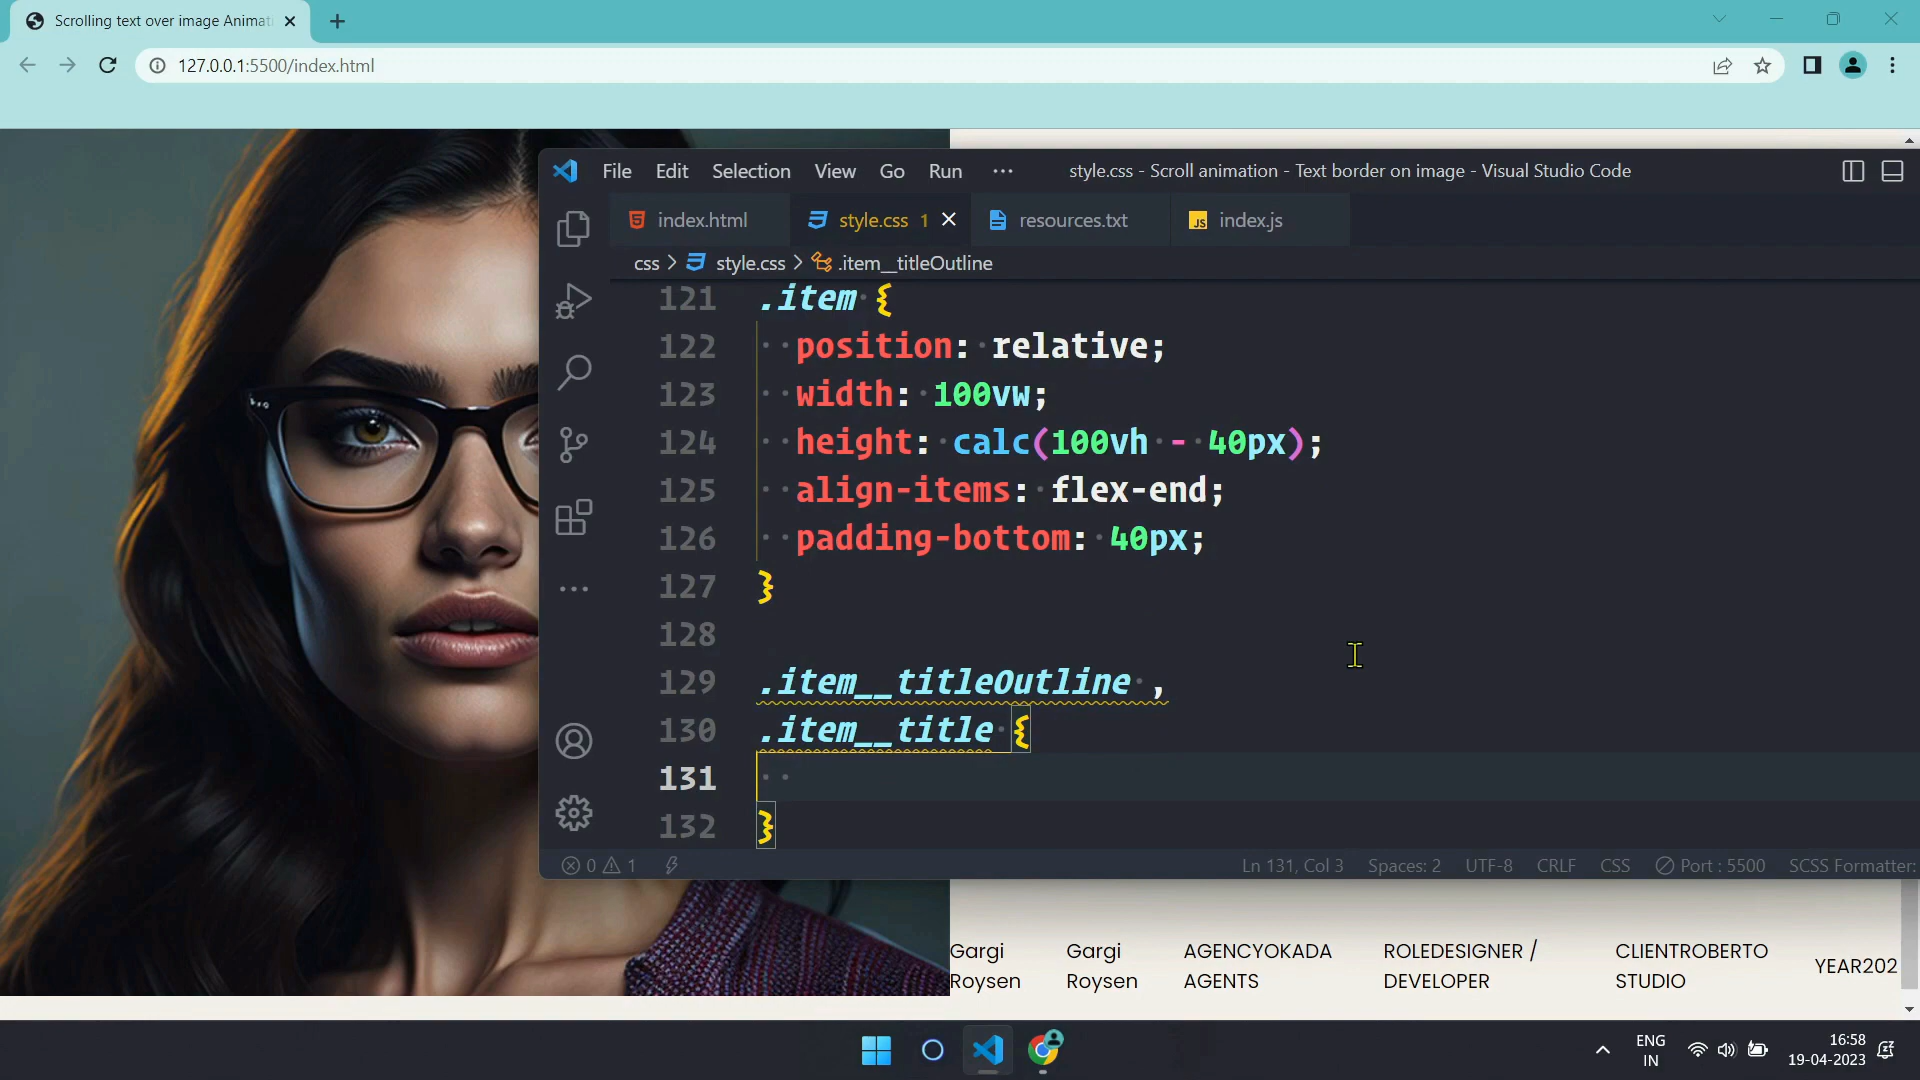 Scrolling text over image Animat
127.0.0.1:5500/index.html
File Edit Selection View Go Run ··· style.css - Scroll animation - Text border on image - Visual Studio Code
index.html style.css 1 resources.txt JS index.js
css > style.css > .item__titleOutline
121 .item {
122 position: relative;
123 width: 100vw;
124 height: calc(100vh - 40px);
125 align-items: flex-end;
126 padding-bottom: 40px;
127 }
128
129 .item__titleOutline ,
130 .item__title {
131
132 }
0 1 Ln 131, Col 3 Spaces: 2 UTF-8 CRLF CSS Port : 5500 SCSS Formatter:
Gargi Gargi AGENCYOKADA ROLEDESIGNER / CLIENTROBERTO YEAR202
Roysen Roysen AGENTS DEVELOPER STUDIO
ENG 16:58
IN 19-04-2023